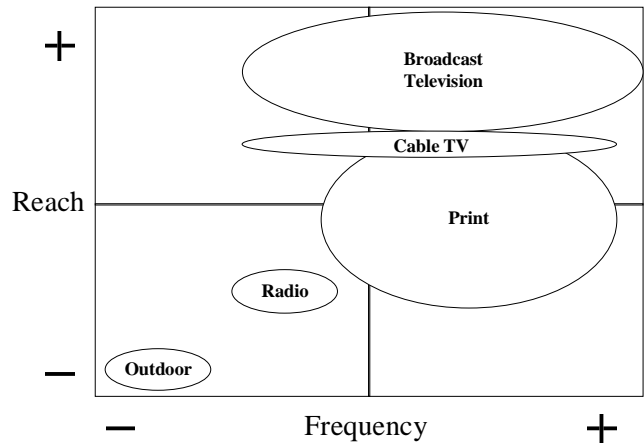 +
Broadcast
Television
Cable TV
Reach
Print
Radio
Outdoor
−
− Frequency +